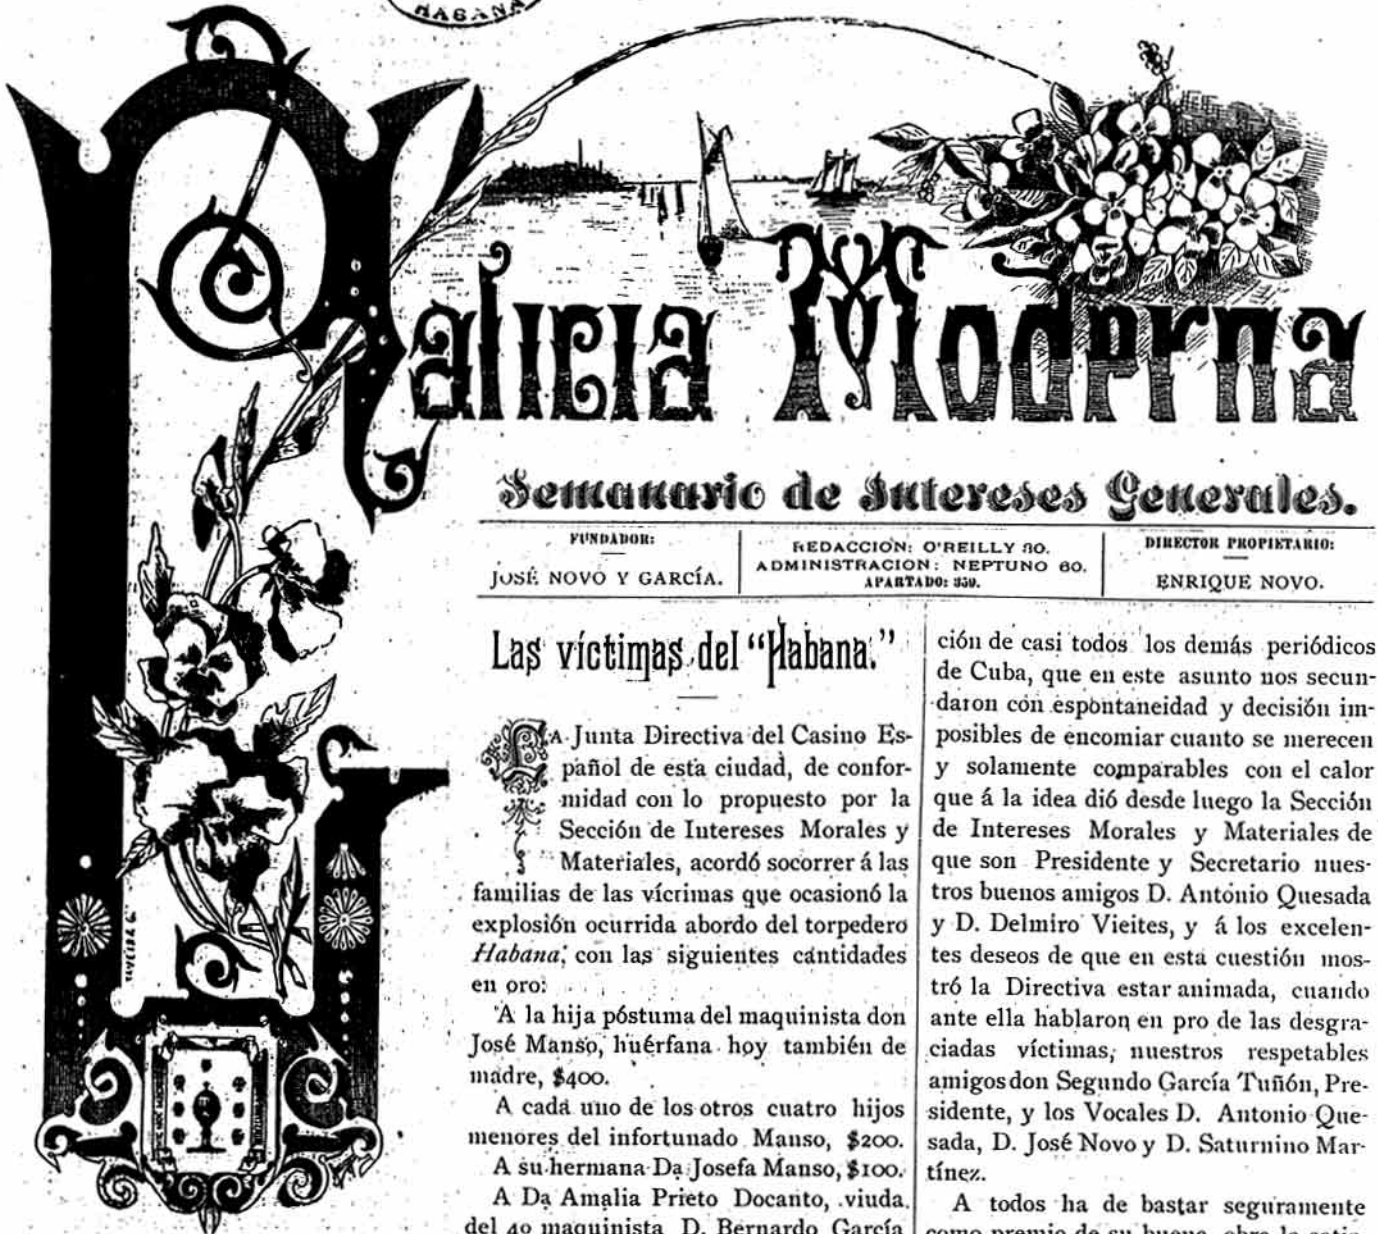 HABANA
Galicia Moderna
Semanario de Intereses Generales.
FUNDADOR:
JOSÉ NOVO Y GARCÍA.
REDACCION: O'REILLY 80.
ADMINISTRACION: NEPTUNO 60.
APARTADO: 359.
DIRECTOR PROPIETARIO:
ENRIQUE NOVO.
Las víctimas del "Habana."
LA Junta Directiva del Casino Es-
pañol de esta ciudad, de confor-
midad con lo propuesto por la
Sección de Intereses Morales y
Materiales, acordó socorrer á las
familias de las vícrimas que ocasionó la
explosión ocurrida abordo del torpedero
Habana, con las siguientes cantidades
en oro:
A la hija póstuma del maquinista don
José Manso, huérfana hoy también de
madre, $400.
A cada uno de los otros cuatro hijos
menores del infortunado Manso, $200.
A su hermana Da Josefa Manso, $100.
A Da Amalia Prieto Docanto, viuda
del 4o maquinista D. Bernardo García
ción de casi todos los demás periódicos
de Cuba, que en este asunto nos secun-
daron con espontaneidad y decisión im-
posibles de encomiar cuanto se merecen
y solamente comparables con el calor
que á la idea dió desde luego la Sección
de Intereses Morales y Materiales de
que son Presidente y Secretario nues-
tros buenos amigos D. Antonio Quesada
y D. Delmiro Vieites, y á los excelen-
tes deseos de que en esta cuestión mos-
tró la Directiva estar animada, cuando
ante ella hablaron en pro de las desgra-
ciadas víctimas, nuestros respetables
amigos don Segundo García Tuñón, Pre-
sidente, y los Vocales D. Antonio Que-
sada, D. José Novo y D. Saturnino Mar-
tínez.
A todos ha de bastar seguramente
como premio de su buena obra la satis-